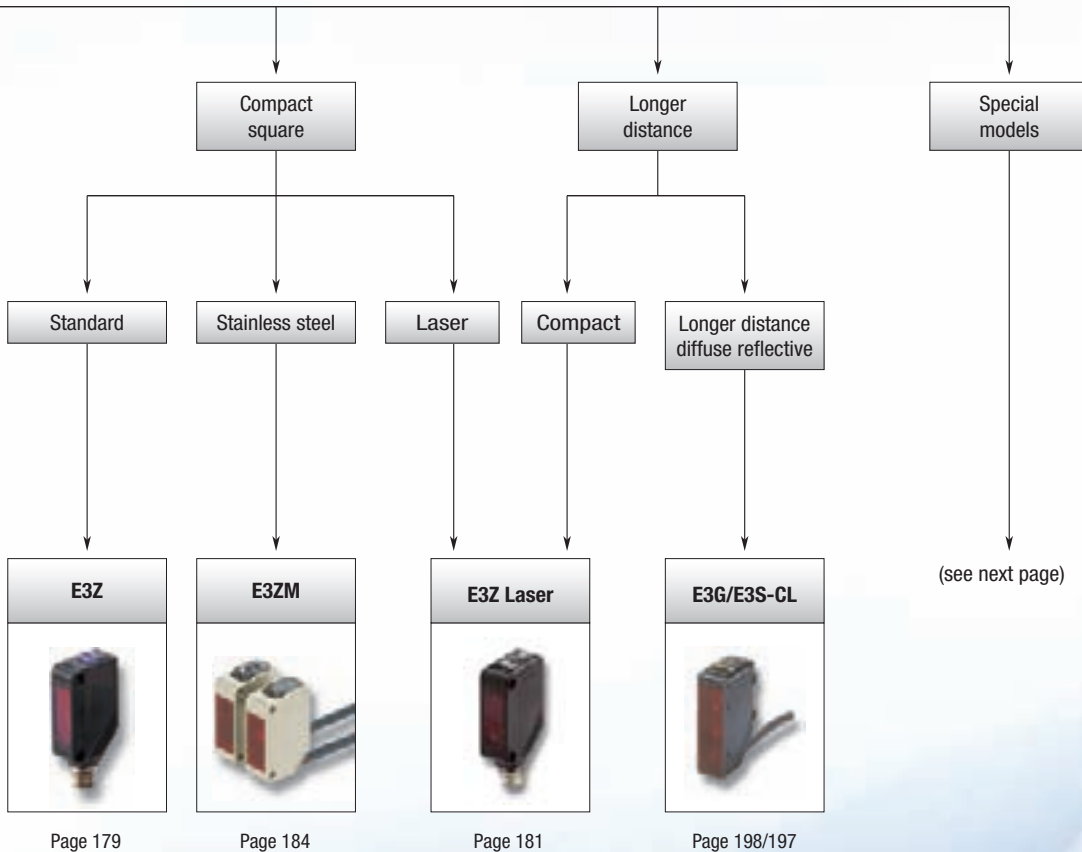 Compact
square
Longer
distance
Special
models
Standard
Stainless steel
Laser
Compact
Longer distance
diffuse reflective
E3Z
E3ZM
E3Z Laser
E3G/E3S-CL
(see next page)
Page 179
Page 184
Page 181
Page 198/197